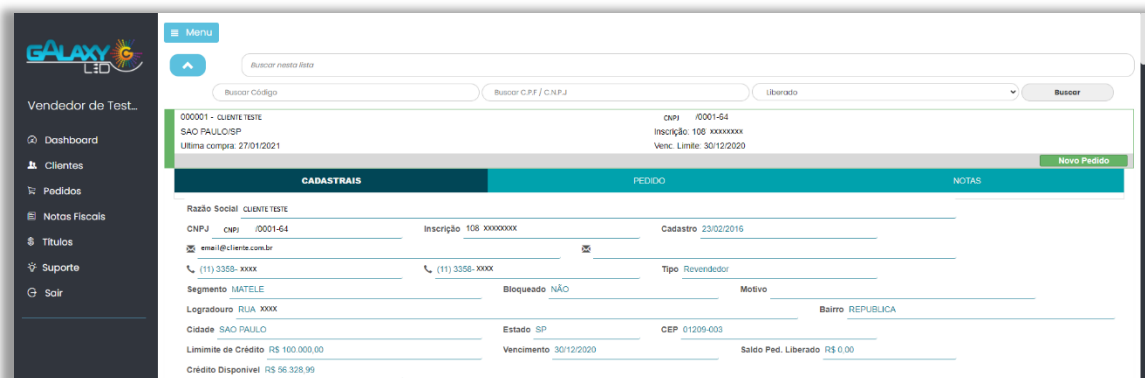 GALAXY LED
Menu
Buscar nesta lista
Buscar Código Buscar C.P.F / C.N.P.J Liberado Buscar
Vendedor de Test...
Dashboard
Clientes
Pedidos
Notas Fiscais
Títulos
Suporte
Sair
000001 - CLIENTE TESTE CNPJ /0001-64
SAO PAULO/SP Inscrição: 108 xxxxxxxx
Ultima compra: 27/01/2021 Venc. Limite: 30/12/2020
Novo Pedido
CADASTRAIS PEDIDO NOTAS
Razão Social CLIENTE TESTE
CNPJ CNPJ /0001-64 Inscrição 108 xxxxxxxx Cadastro 23/02/2016
email@cliente.com.br
(11) 3358- xxxx (11) 3358- xxxx Tipo Revendedor
Segmento MATELE Bloqueado NÃO Motivo
Logradouro RUA xxxx Bairro REPUBLICA
Cidade SAO PAULO Estado SP CEP 01209-003
Limimite de Crédito R$ 100.000,00 Vencimento 30/12/2020 Saldo Ped. Liberado R$ 0,00
Crédito Disponivel R$ 56.328,99